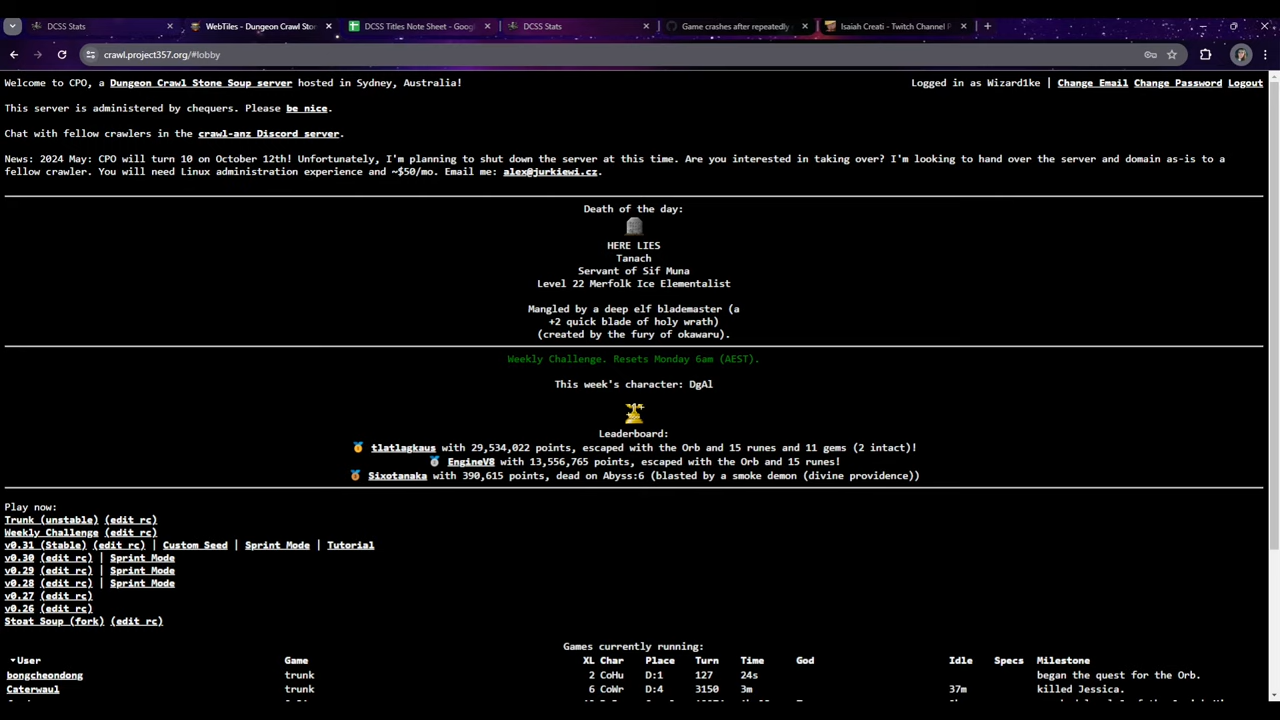 DCSS Stats
WebTiles - Dungeon Crawl Stone
DCSS Titles Note Sheet - Goog
DCSS Stats
Game crashes after repeatedly
Isaiah Creati - Twitch Channel P
crawl.project357.org/#lobby
Welcome to CPO, a Dungeon Crawl Stone Soup server hosted in Sydney, Australia!
Logged in as Wizard1ke | Change Email Change Password Logout
This server is administered by chequers. Please be nice.
Chat with fellow crawlers in the crawl-anz Discord server.
News: 2024 May: CPO will turn 10 on October 12th! Unfortunately, I'm planning to shut down the server at this time. Are you interested in taking over? I'm looking to hand over the server and domain as-is to a
fellow crawler. You will need Linux administration experience and ~$50/mo. Email me: alex@jurkiewi.cz.
Death of the day:
HERE LIES
Tanach
Servant of Sif Muna
Level 22 Merfolk Ice Elementalist
Mangled by a deep elf blademaster (a
+2 quick blade of holy wrath)
(created by the fury of okawaru).
Weekly Challenge. Resets Monday 6am (AEST).
This week's character: DgAl
Leaderboard:
tlatlagkaus with 29,534,022 points, escaped with the Orb and 15 runes and 11 gems (2 intact)!
EngineV8 with 13,556,765 points, escaped with the Orb and 15 runes!
Sixotanaka with 390,615 points, dead on Abyss:6 (blasted by a smoke demon (divine providence))
Play now:
Trunk (unstable) (edit rc)
Weekly Challenge (edit rc)
v0.31 (Stable) (edit rc) | Custom Seed | Sprint Mode | Tutorial
v0.30 (edit rc) | Sprint Mode
v0.29 (edit rc) | Sprint Mode
v0.28 (edit rc) | Sprint Mode
v0.27 (edit rc)
v0.26 (edit rc)
Stoat Soup (fork) (edit rc)
Games currently running:
User Game XL Char Place Turn Time God Idle Specs Milestone
bongcheondong trunk 2 CoHu D:1 127 24s began the quest for the Orb.
Caterwaul trunk 6 CoWr D:4 3150 3m 37m killed Jessica.